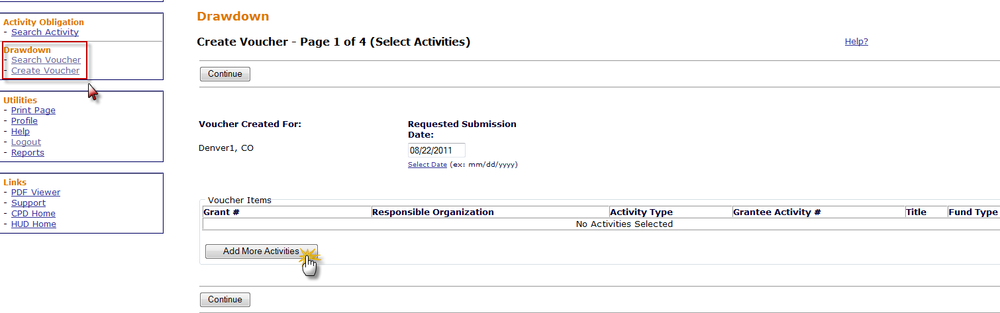 Activity Obligation
- Search Activity
Drawdown
- Search Voucher
- Create Voucher
Utilities
- Print Page
- Profile
- Help
- Logout
- Reports
Links
- PDF Viewer
- Support
- CPD Home
- HUD Home
Drawdown
Create Voucher - Page 1 of 4 (Select Activities)
Help?
Continue
Voucher Created For:
Requested Submission
Date:
Denver1, CO
08/22/2011
Select Date (ex: mm/dd/yyyy)
Voucher Items
Grant # Responsible Organization Activity Type Grantee Activity # Title Fund Type
No Activities Selected
Add More Activities
Continue